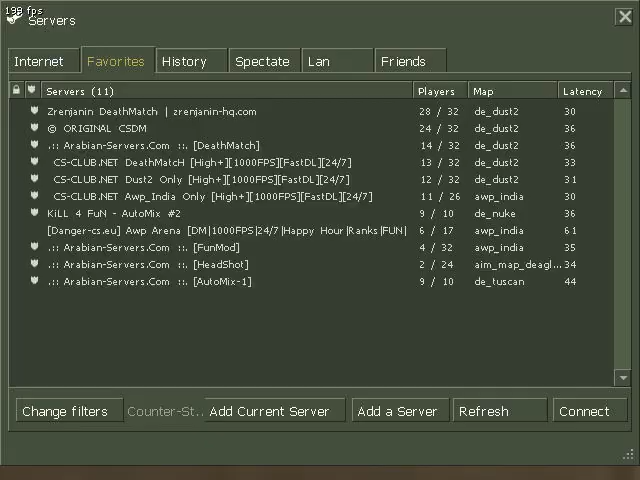 199 fps
Servers
Internet Favorites History Spectate Lan Friends
Servers (11) Players Map Latency
Zrenjanin DeathMatch | zrenjanin-hq.com 28 / 32 de_dust2 30
© ORIGINAL CSDM 24 / 32 de_dust2 36
.:: Arabian-Servers.Com ::. [DeathMatch] 14 / 32 de_dust2 36
CS-CLUB.NET DeathMatcH [High+][1000FPS][FastDL][24/7] 13 / 32 de_dust2 33
CS-CLUB.NET Dust2 Only [High+][1000FPS][FastDL][24/7] 12 / 32 de_dust2 31
CS-CLUB.NET Awp_India Only [High+][1000FPS][FastDL][24/7] 11 / 26 awp_india 30
KiLL 4 FuN - AutoMix #2 9 / 10 de_nuke 36
[Danger-cs.eu] Awp Arena [DM|1000FPS|24/7|Happy Hour|Ranks|FUN| 6 / 17 awp_india 61
.:: Arabian-Servers.Com ::. [FunMod] 4 / 32 awp_india 35
.:: Arabian-Servers.Com ::. [HeadShot] 2 / 24 aim_map_deagl... 34
.:: Arabian-Servers.Com ::. [AutoMix-1] 9 / 10 de_tuscan 44
Change filters Counter-St.. Add Current Server Add a Server Refresh Connect